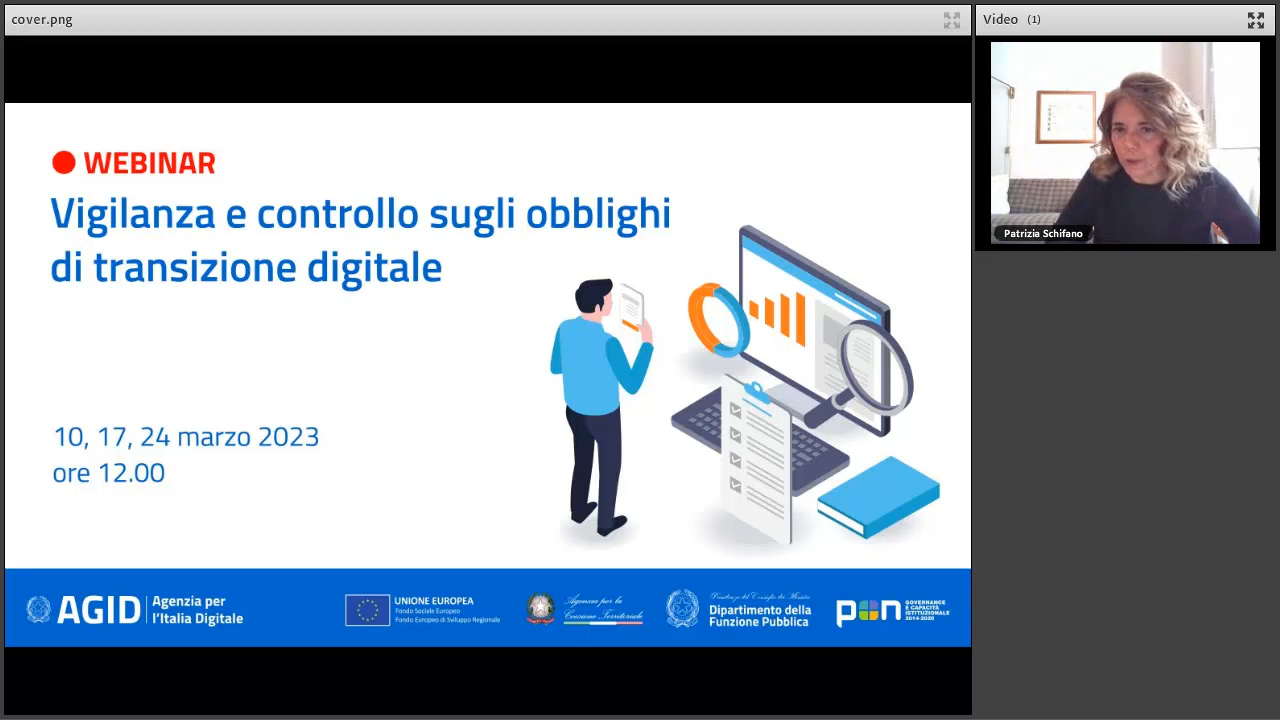 cover.png
Video (1)
WEBINAR
Vigilanza e controllo sugli obblighi
di transizione digitale
10, 17, 24 marzo 2023
ore 12.00
Patrizia Schifano
AGID
Agenzia per
l'Italia Digitale
UNIONE EUROPEA
Fondo Sociale Europeo
Fondo Europeo di Sviluppo Regionale
Agenzia per la
Coesione Territoriale
Presidenza del Consiglio dei Ministri
Dipartimento della
Funzione Pubblica
pon
GOVERNANCE
E CAPACITÀ
ISTITUZIONALE
2014-2020